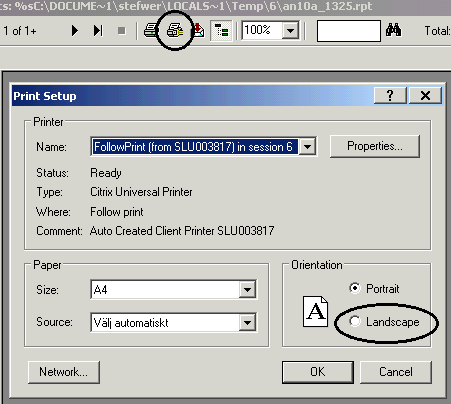 cs: %sC:\DOCUME~1\stefwer\LOCALS~1\Temp\6\an10a_1325.rpt
1 of 1+ 100% Total:
Print Setup
Printer
Name: FollowPrint (from SLU003817) in session 6 Properties...
Status: Ready
Type: Citrix Universal Printer
Where: Follow print
Comment: Auto Created Client Printer SLU003817
Paper Orientation
Size: A4 Portrait
A
Source: Välj automatiskt Landscape
Network... OK Cancel